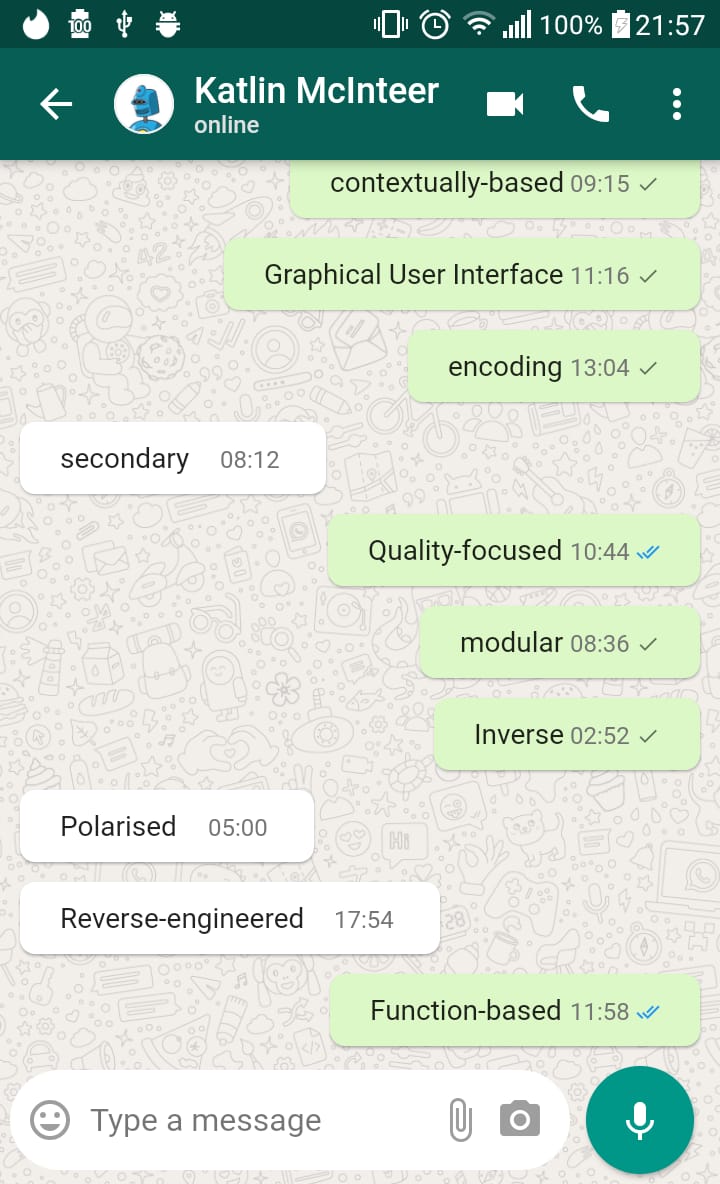 100 100% 21:57
Katlin McInteer
online
contextually-based 09:15
Graphical User Interface 11:16
encoding 13:04
secondary 08:12
Quality-focused 10:44
modular 08:36
Inverse 02:52
Polarised 05:00
Reverse-engineered 17:54
Function-based 11:58
Type a message